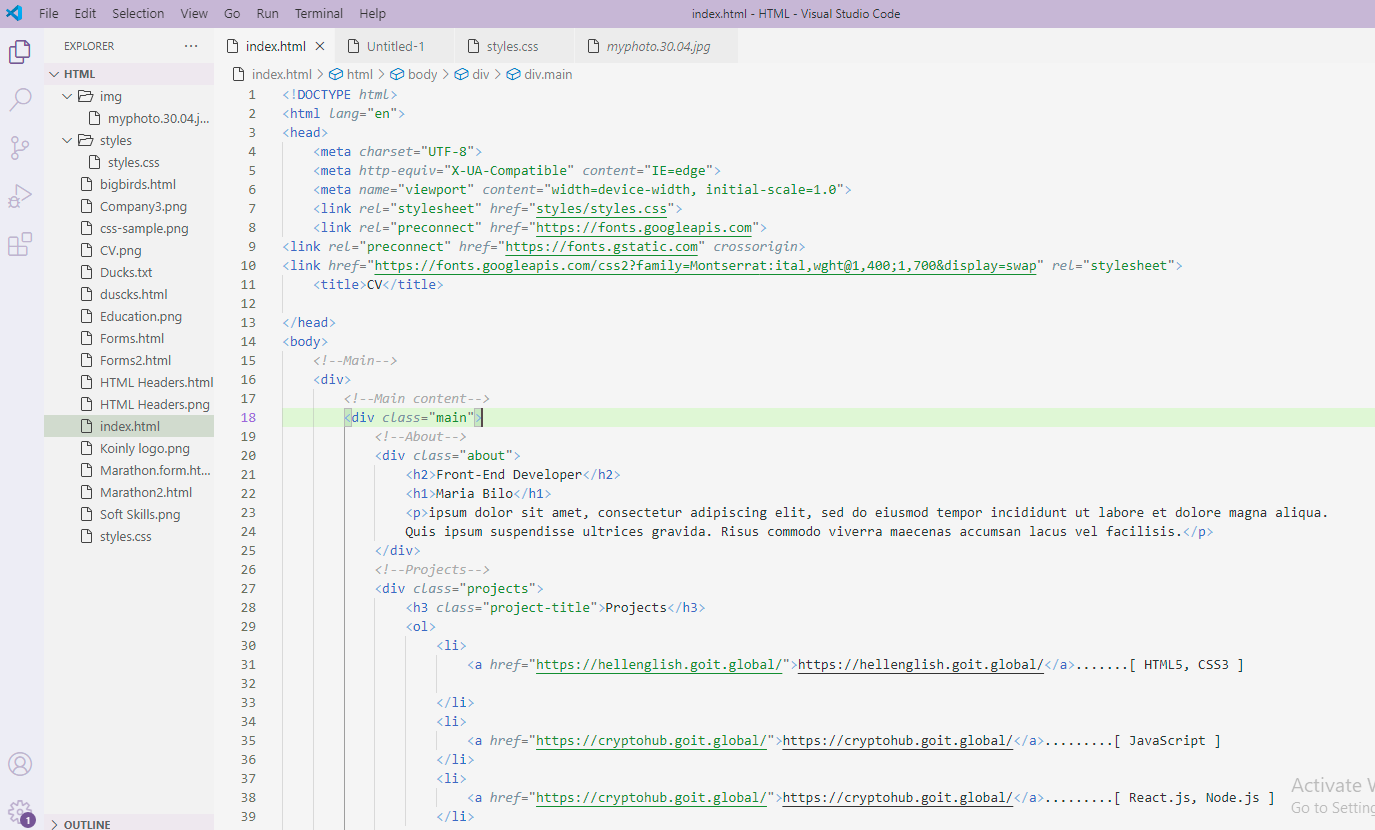 File Edit Selection View Go Run Terminal Help
index.html - HTML - Visual Studio Code
EXPLORER ···
HTML
img
myphoto.30.04.j...
styles
styles.css
bigbirds.html
Company3.png
css-sample.png
CV.png
Ducks.txt
duscks.html
Education.png
Forms.html
Forms2.html
HTML Headers.html
HTML Headers.png
index.html
Koinly logo.png
Marathon.form.ht...
Marathon2.html
Soft Skills.png
styles.css
OUTLINE
1
index.html Untitled-1 styles.css myphoto.30.04.jpg
index.html > html > body > div > div.main
1 <!DOCTYPE html>
2 <html lang="en">
3 <head>
4 <meta charset="UTF-8">
5 <meta http-equiv="X-UA-Compatible" content="IE=edge">
6 <meta name="viewport" content="width=device-width, initial-scale=1.0">
7 <link rel="stylesheet" href="styles/styles.css">
8 <link rel="preconnect" href="https://fonts.googleapis.com">
9 <link rel="preconnect" href="https://fonts.gstatic.com" crossorigin>
10 <link href="https://fonts.googleapis.com/css2?family=Montserrat:ital,wght@1,400;1,700&display=swap" rel="stylesheet">
11 <title>CV</title>
12
13 </head>
14 <body>
15 <!--Main-->
16 <div>
17 <!--Main content-->
18 <div class="main">
19 <!--About-->
20 <div class="about">
21 <h2>Front-End Developer</h2>
22 <h1>Maria Bilo</h1>
23 <p>ipsum dolor sit amet, consectetur adipiscing elit, sed do eiusmod tempor incididunt ut labore et dolore magna aliqua.
24 Quis ipsum suspendisse ultrices gravida. Risus commodo viverra maecenas accumsan lacus vel facilisis.</p>
25 </div>
26 <!--Projects-->
27 <div class="projects">
28 <h3 class="project-title">Projects</h3>
29 <ol>
30 <li>
31 <a href="https://hellenglish.goit.global/">https://hellenglish.goit.global/</a>.......[ HTML5, CSS3 ]
32
33 </li>
34 <li>
35 <a href="https://cryptohub.goit.global/">https://cryptohub.goit.global/</a>.........[ JavaScript ]
36 </li>
37 <li>
38 <a href="https://cryptohub.goit.global/">https://cryptohub.goit.global/</a>.........[ React.js, Node.js ]
39 </li>
Activate
Go to Setting